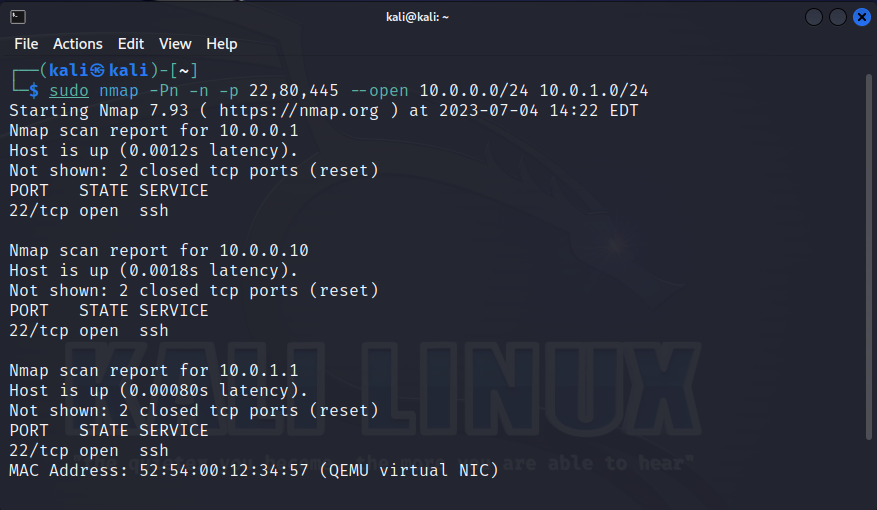 kali@kali: ~
File Actions Edit View Help
┌──(kali㉿kali)-[~]
└─$ sudo nmap -Pn -n -p 22,80,445 --open 10.0.0.0/24 10.0.1.0/24
Starting Nmap 7.93 ( https://nmap.org ) at 2023-07-04 14:22 EDT
Nmap scan report for 10.0.0.1
Host is up (0.0012s latency).
Not shown: 2 closed tcp ports (reset)
PORT   STATE SERVICE
22/tcp open  ssh

Nmap scan report for 10.0.0.10
Host is up (0.0018s latency).
Not shown: 2 closed tcp ports (reset)
PORT   STATE SERVICE
22/tcp open  ssh

Nmap scan report for 10.0.1.1
Host is up (0.00080s latency).
Not shown: 2 closed tcp ports (reset)
PORT   STATE SERVICE
22/tcp open  ssh
MAC Address: 52:54:00:12:34:57 (QEMU virtual NIC)
KALI LINUX
the more you are able to hear"